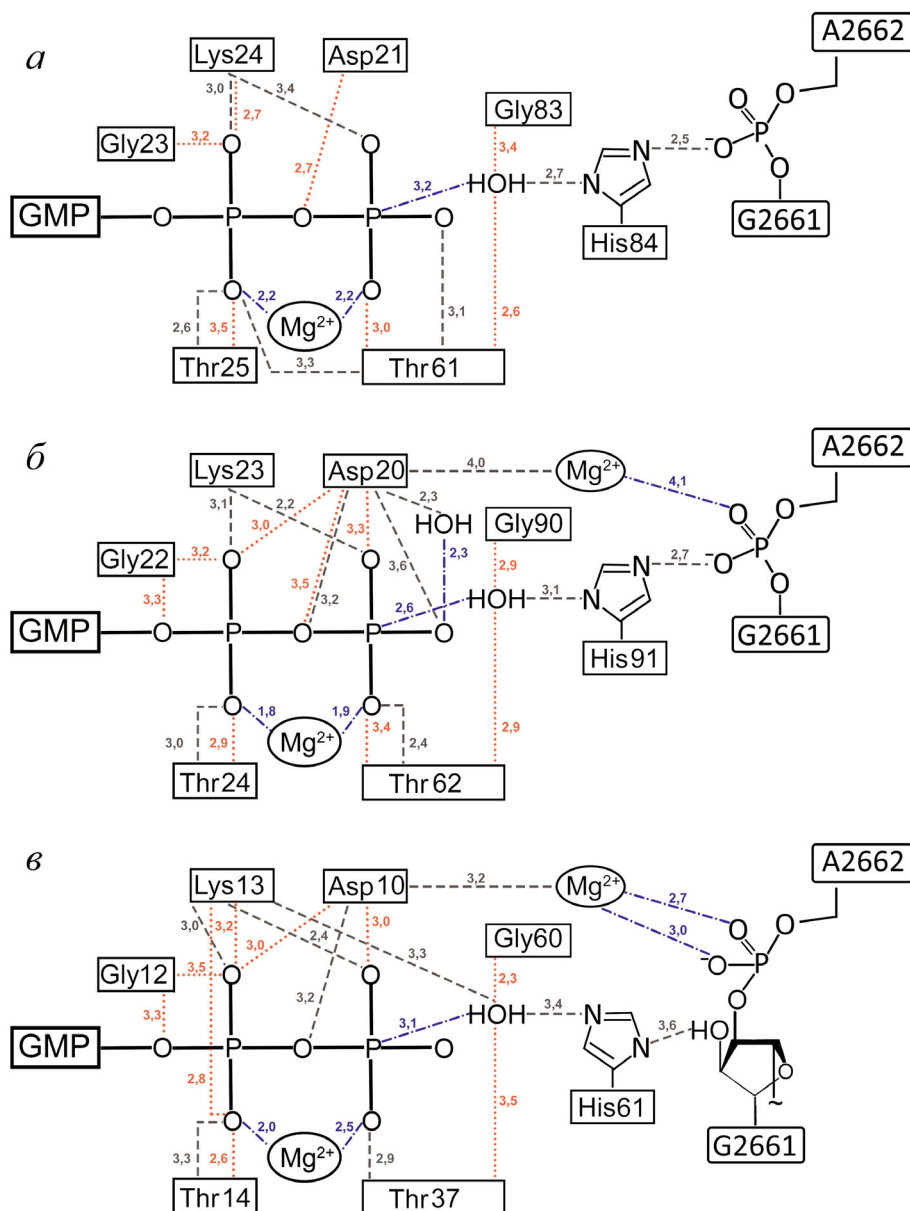 а
Lys24 Asp21 A2662
3,0 3,4
2,7 Gly83 O
Gly23 3,2 O O 2,7 3,4 N 2,5 ⁻O P O
3,2 HOH 2,7 N O
GMP O P O P O His84 G2661
O 2,2 2,2 O 3,1 2,6
2,6 3,5 Mg²⁺ 3,0
Thr25 3,3 Thr61
б
Lys23 Asp20 4,0 Mg²⁺ A2662
3,1 2,2 3,0 3,3 2,3 4,1
HOH Gly90 O O
Gly22 3,2 O O 2,3 2,9 N 2,7 ⁻O P
3,3 3,5 3,2 3,6 2,6 HOH 3,1 N O
GMP O P O P O His91 G2661
O 1,8 1,9 O 2,9
3,0 2,9 Mg²⁺ 3,4 2,4
Thr24 Thr62
в
Lys13 Asp10 3,2 Mg²⁺ A2662
3,0 3,2 3,0 2,4 3,0 3,3 2,7
Gly60 3,0 O O
Gly12 3,5 O O 2,3 ⁻O P
3,3 3,2 3,1 HOH 3,4 N 3,6 HO O
GMP O P O P O N O
2,8 His61 ~
O 2,0 2,5 O 3,5 G2661
3,3 2,6 Mg²⁺ 2,9
Thr14 Thr37